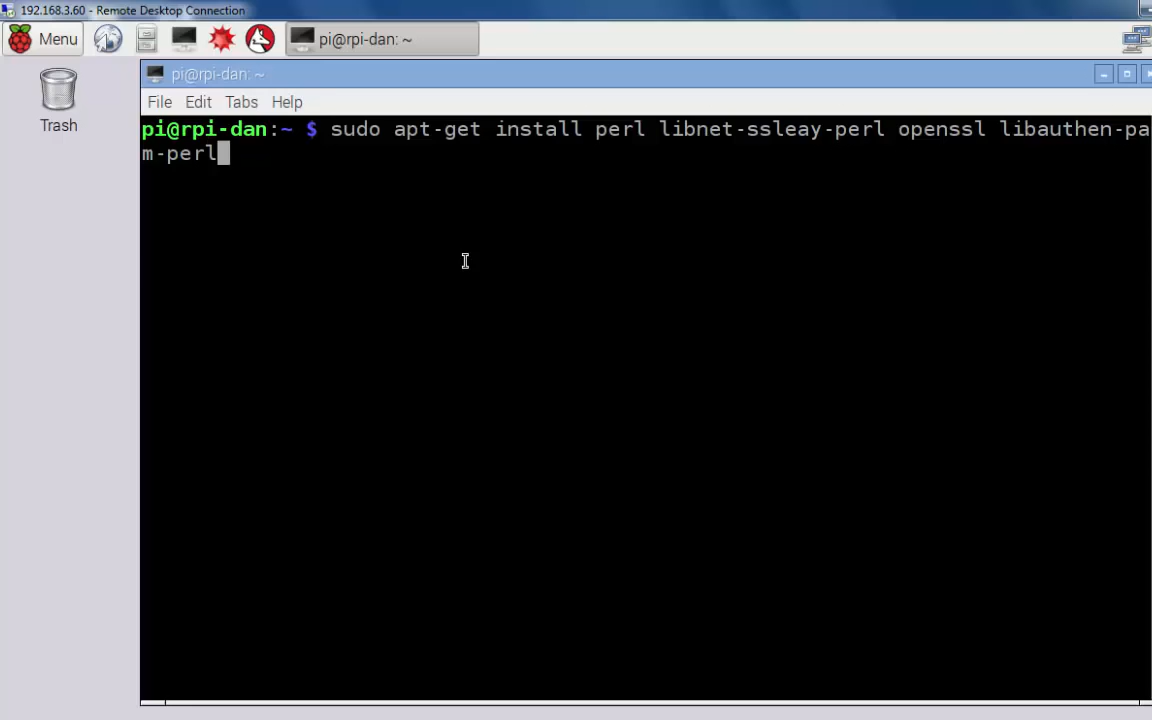 192.168.3.60 - Remote Desktop Connection
Menu
pi@rpi-dan: ~
Trash
pi@rpi-dan: ~
File Edit Tabs Help
pi@rpi-dan:~ $ sudo apt-get install perl libnet-ssleay-perl openssl libauthen-pa
m-perl